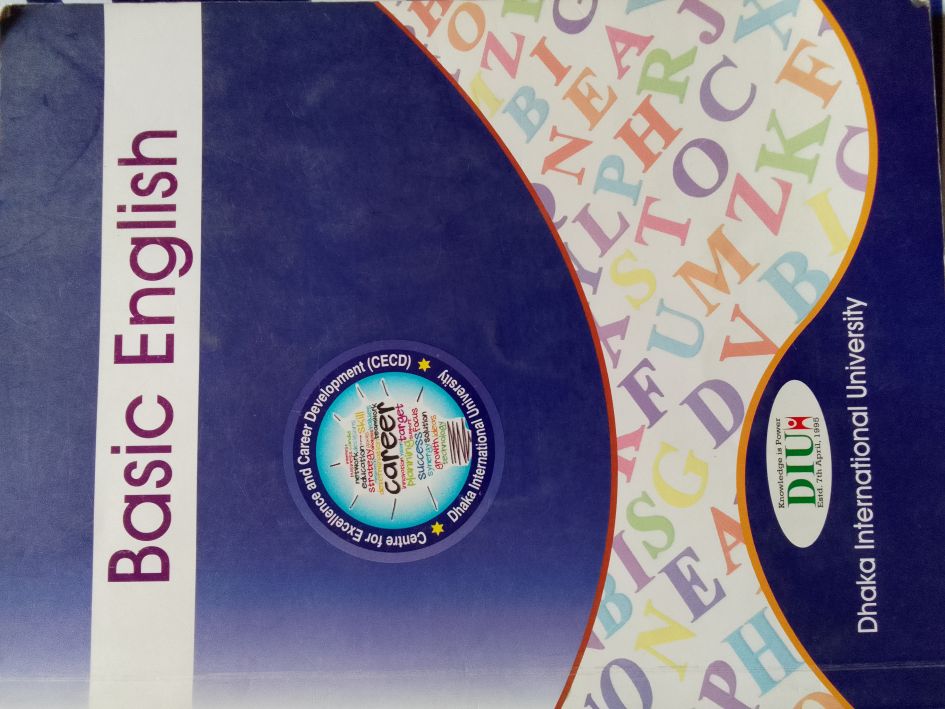 Basic English
Centre for Excellence and Career Development (CECD)
network
education skill
strategy values
teamwork
career
innovation target
planning support
success focus
synergy solution
growth ideas
technology
Dhaka International University
N B I S K F X Y L P H N E A
Knowledge is Power
DIU
Estd. 7th April, 1995
Dhaka International University